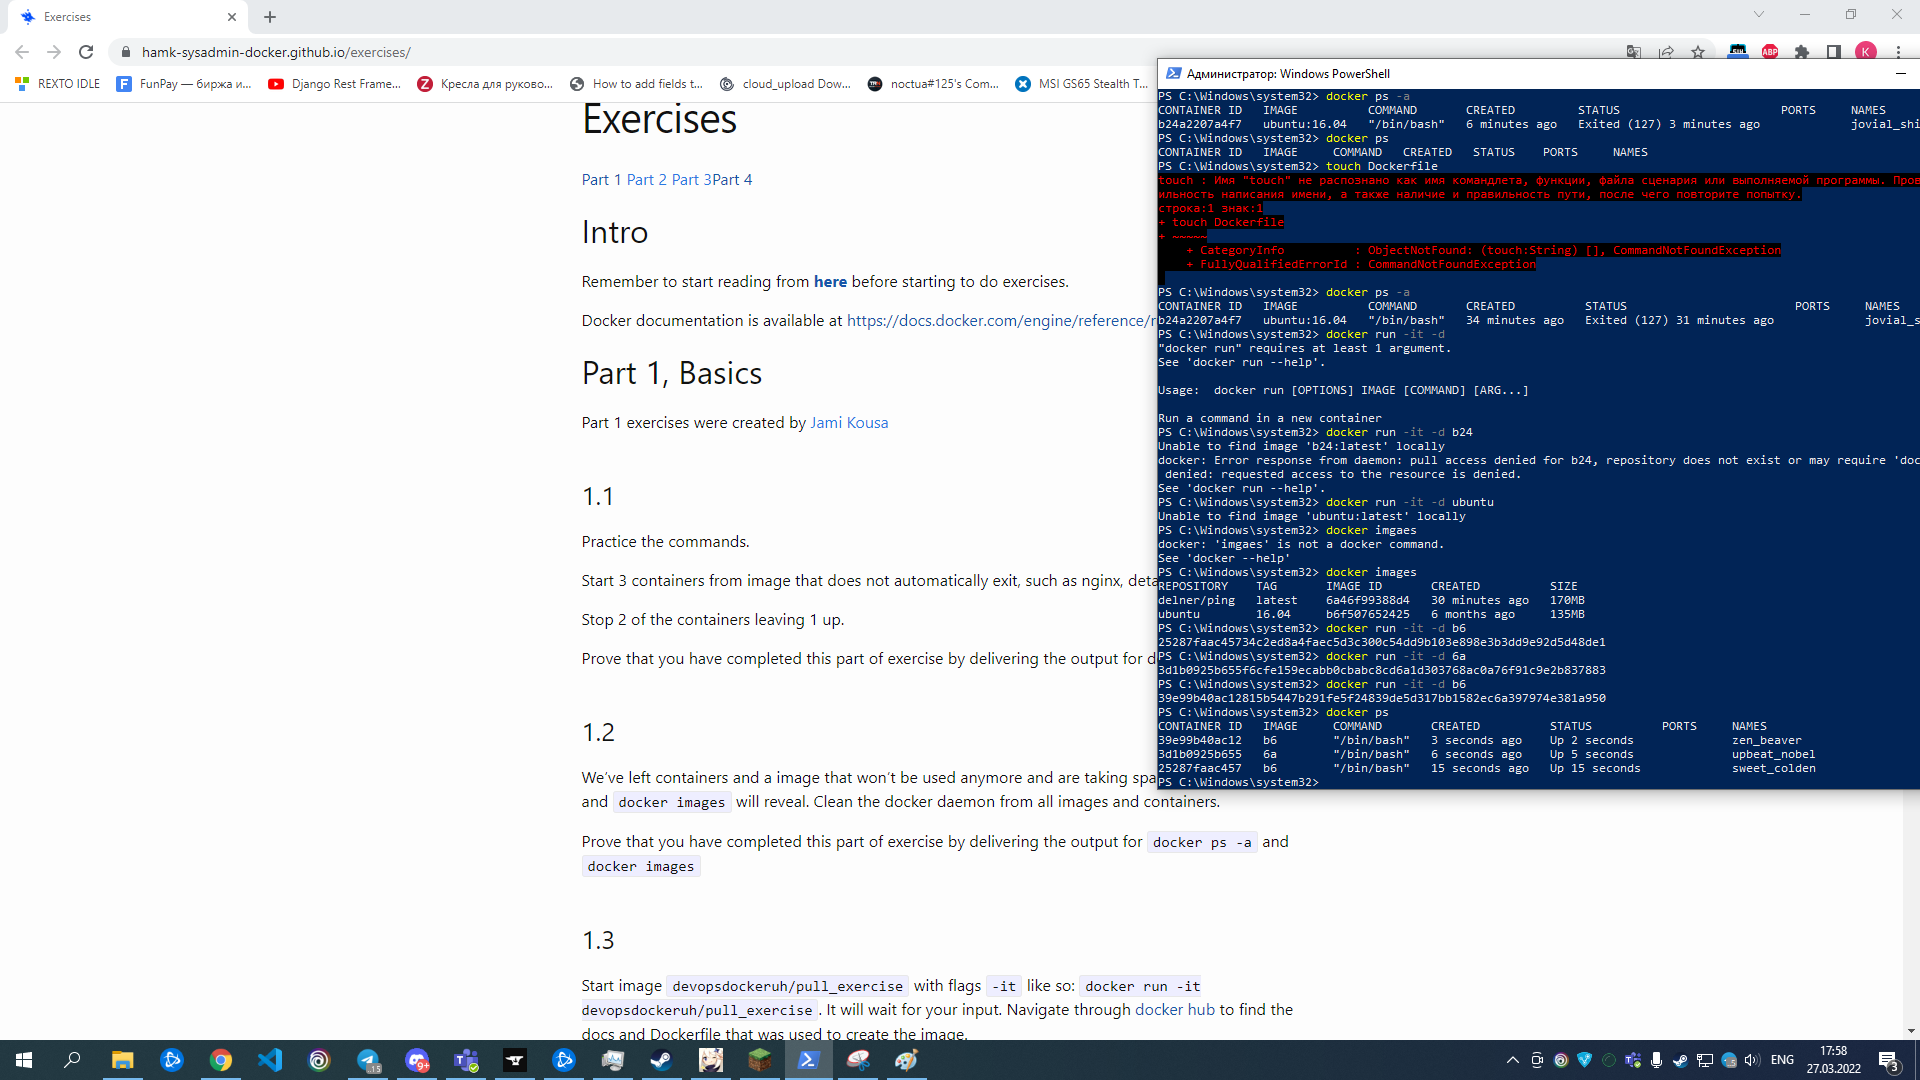 Exercises
hamk-sysadmin-docker.github.io/exercises/
REXTO IDLE
FunPay — биржа и...
Django Rest Frame...
Кресла для руково...
How to add fields t...
cloud_upload Dow...
noctua#125's Com...
MSI GS65 Stealth T...
Exercises
Part 1 Part 2 Part 3Part 4
Intro
Remember to start reading from here before starting to do exercises.
Docker documentation is available at https://docs.docker.com/engine/reference/r
Part 1, Basics
Part 1 exercises were created by Jami Kousa
1.1
Practice the commands.
Start 3 containers from image that does not automatically exit, such as nginx, deta
Stop 2 of the containers leaving 1 up.
Prove that you have completed this part of exercise by delivering the output for d
1.2
We've left containers and a image that won't be used anymore and are taking spa
and docker images will reveal. Clean the docker daemon from all images and containers.
Prove that you have completed this part of exercise by delivering the output for docker ps -a and
docker images
1.3
Start image devopsdockeruh/pull_exercise with flags -it like so: docker run -it
devopsdockeruh/pull_exercise. It will wait for your input. Navigate through docker hub to find the
docs and Dockerfile that was used to create the image.
Администратор: Windows PowerShell
PS C:\Windows\system32> docker ps -a
CONTAINER ID   IMAGE          COMMAND       CREATED         STATUS                       PORTS     NAMES
b24a2207a4f7   ubuntu:16.04   "/bin/bash"   6 minutes ago   Exited (127) 3 minutes ago             jovial_shi
PS C:\Windows\system32> docker ps
CONTAINER ID   IMAGE     COMMAND   CREATED   STATUS    PORTS     NAMES
PS C:\Windows\system32> touch Dockerfile
touch : Имя "touch" не распознано как имя командлета, функции, файла сценария или выполняемой программы. Пров
ильность написания имени, а также наличие и правильность пути, после чего повторите попытку.
строка:1 знак:1
+ touch Dockerfile
+ ~~~~~
    + CategoryInfo          : ObjectNotFound: (touch:String) [], CommandNotFoundException
    + FullyQualifiedErrorId : CommandNotFoundException
PS C:\Windows\system32> docker ps -a
CONTAINER ID   IMAGE          COMMAND       CREATED          STATUS                        PORTS     NAMES
b24a2207a4f7   ubuntu:16.04   "/bin/bash"   34 minutes ago   Exited (127) 31 minutes ago             jovial_s
PS C:\Windows\system32> docker run -it -d
"docker run" requires at least 1 argument.
See 'docker run --help'.
Usage:  docker run [OPTIONS] IMAGE [COMMAND] [ARG...]
Run a command in a new container
PS C:\Windows\system32> docker run -it -d b24
Unable to find image 'b24:latest' locally
docker: Error response from daemon: pull access denied for b24, repository does not exist or may require 'doc
 denied: requested access to the resource is denied.
See 'docker run --help'.
PS C:\Windows\system32> docker run -it -d ubuntu
Unable to find image 'ubuntu:latest' locally
PS C:\Windows\system32> docker imgaes
docker: 'imgaes' is not a docker command.
See 'docker --help'
PS C:\Windows\system32> docker images
REPOSITORY    TAG       IMAGE ID       CREATED          SIZE
delner/ping   latest    6a46f99388d4   30 minutes ago   170MB
ubuntu        16.04     b6f507652425   6 months ago     135MB
PS C:\Windows\system32> docker run -it -d b6
25287faac45734c2ed8a4faec5d3c300c54dd9b103e898e3b3dd9e92d5d48de1
PS C:\Windows\system32> docker run -it -d 6a
3d1b0925b655f6cfe159ecabb0cbabc8cd6a1d303768ac0a76f91c9e2b837883
PS C:\Windows\system32> docker run -it -d b6
39e99b40ac12815b5447b291fe5f24839de5d317bb1582ec6a397974e381a950
PS C:\Windows\system32> docker ps
CONTAINER ID   IMAGE     COMMAND       CREATED          STATUS          PORTS     NAMES
39e99b40ac12   b6        "/bin/bash"   3 seconds ago    Up 2 seconds              zen_beaver
3d1b0925b655   6a        "/bin/bash"   6 seconds ago    Up 5 seconds              upbeat_nobel
25287faac457   b6        "/bin/bash"   15 seconds ago   Up 15 seconds             sweet_colden
PS C:\Windows\system32>
ENG
17:58
27.03.2022